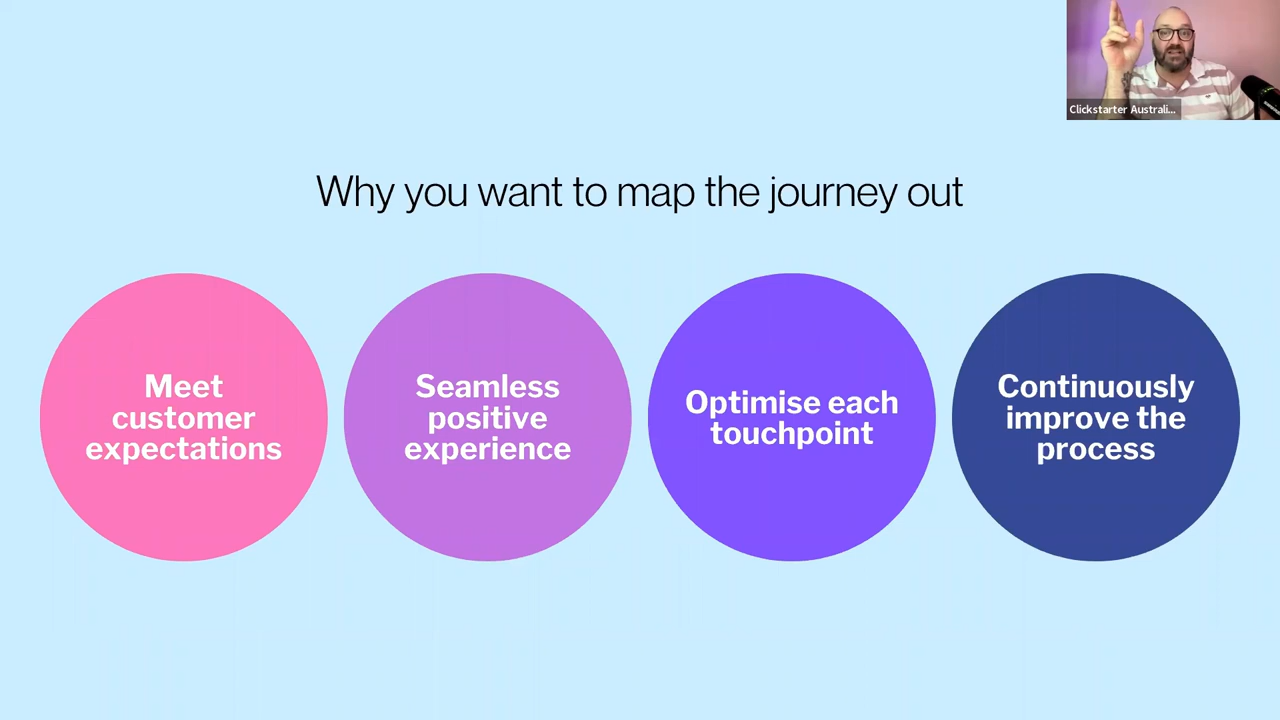 Clickstarter Australi...
Why you want to map the journey out
Meet
customer
expectations
Seamless
positive
experience
Optimise each
touchpoint
Continuously
improve the
process